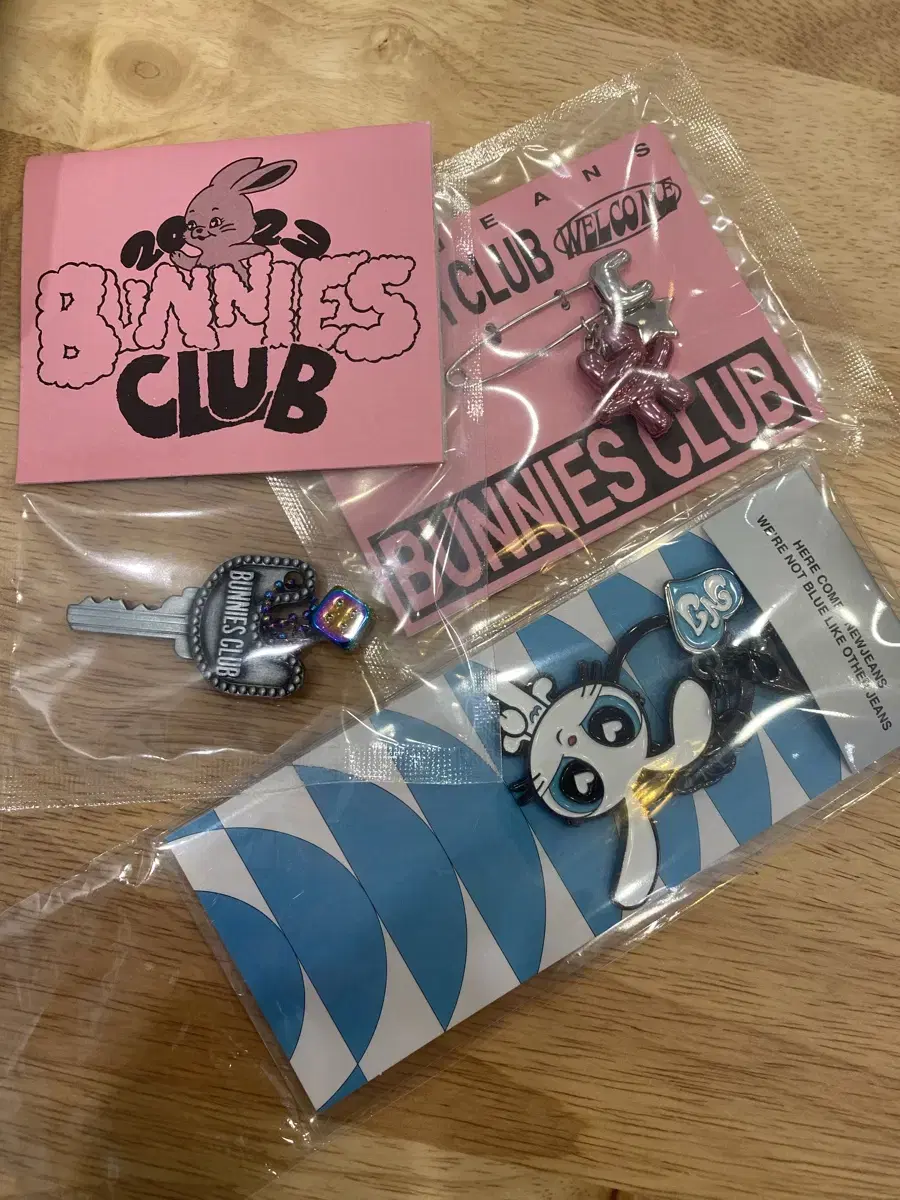 2023
BUNNIES
CLUB
E A N S
CLUB WELCOME
BUNNIES CLUB
BUNNIES CLUB
HERE COME NEWJEANS
WE'RE NOT BLUE LIKE OTHER JEANS